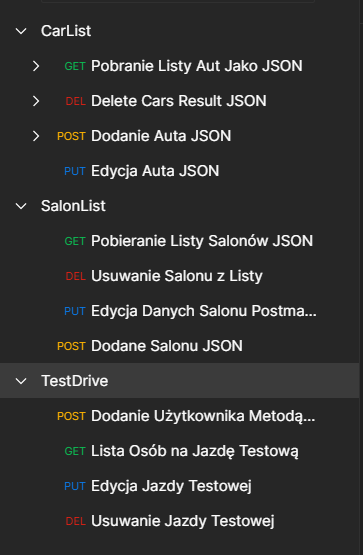 CarList
GET Pobranie Listy Aut Jako JSON
DEL Delete Cars Result JSON
POST Dodanie Auta JSON
PUT Edycja Auta JSON
SalonList
GET Pobieranie Listy Salonów JSON
DEL Usuwanie Salonu z Listy
PUT Edycja Danych Salonu Postma...
POST Dodane Salonu JSON
TestDrive
POST Dodanie Użytkownika Metodą...
GET Lista Osób na Jazdę Testową
PUT Edycja Jazdy Testowej
DEL Usuwanie Jazdy Testowej